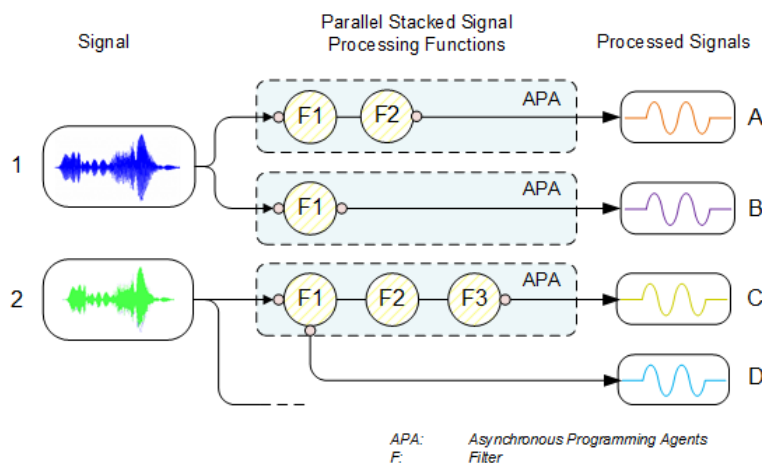 Signal
Parallel Stacked Signal
Processing Functions
Processed Signals
1
APA
F1
F2
A
APA
F1
B
2
APA
F1
F2
F3
C
D
APA: Asynchronous Programming Agents
F: Filter